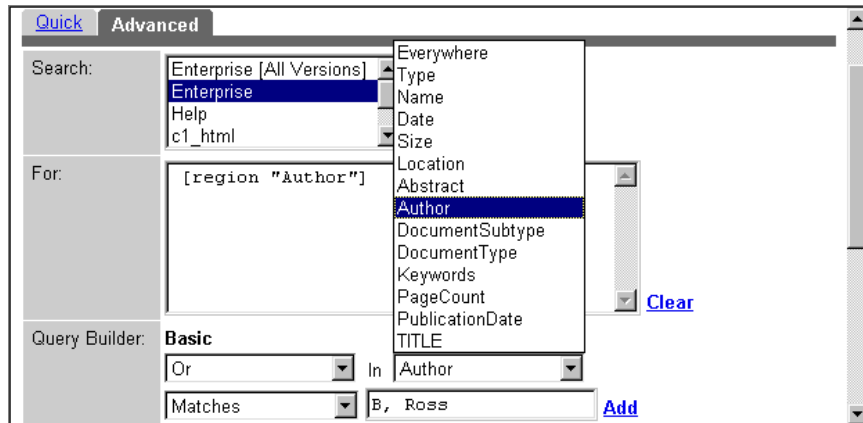 Quick Advanced
Search:
Enterprise [All Versions]
Enterprise
Help
c1_html
Everywhere
Type
Name
Date
Size
Location
Abstract
Author
DocumentSubtype
DocumentType
Keywords
PageCount
PublicationDate
TITLE
For:
[region "Author"]
Clear
Query Builder: Basic
Or In Author
Matches B, Ross Add